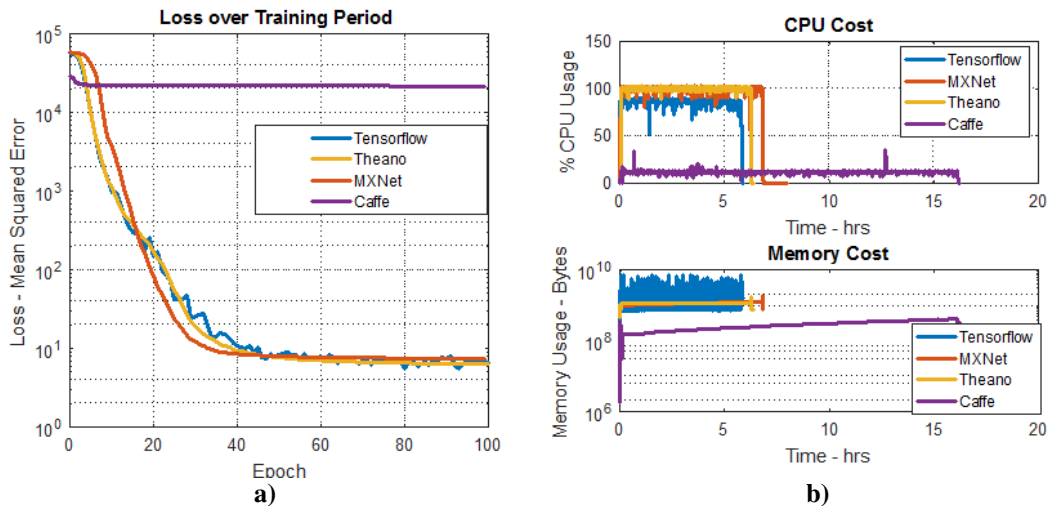 Loss over Training Period
10^5
10^4
10^3
10^2
10^1
10^0
Loss - Mean Squared Error
Tensorflow
Theano
MXNet
Caffe
0 20 40 60 80 100
Epoch
a)
CPU Cost
150
100
50
0
% CPU Usage
Tensorflow
MXNet
Theano
Caffe
0 5 10 15 20
Time - hrs
Memory Cost
10^10
10^8
10^6
Memory Usage - Bytes
Tensorflow
MXNet
Theano
Caffe
0 5 10 15 20
Time - hrs
b)